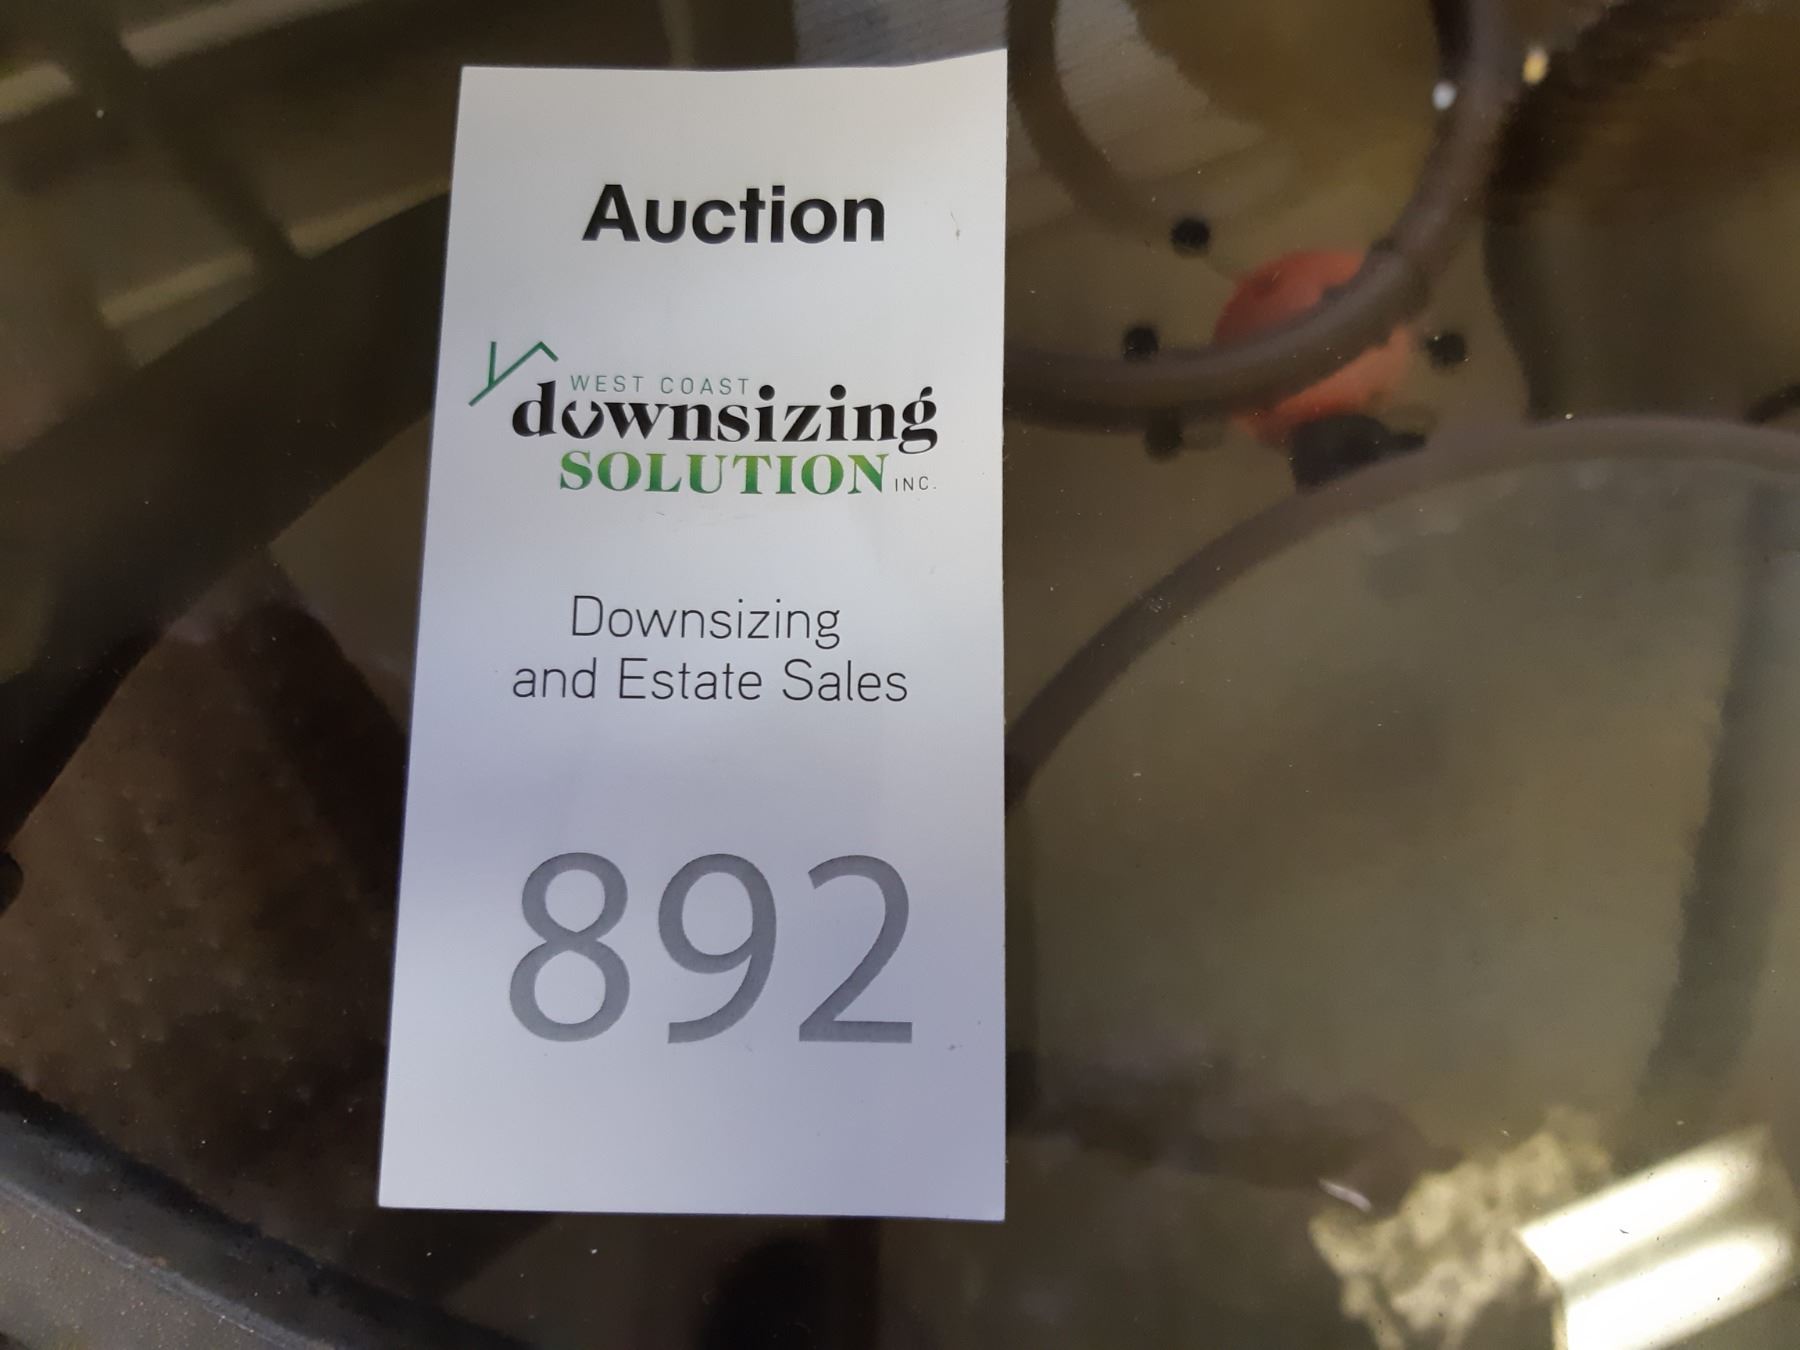 Auction
WEST COAST
downsizing
SOLUTION INC.
Downsizing
and Estate Sales
892